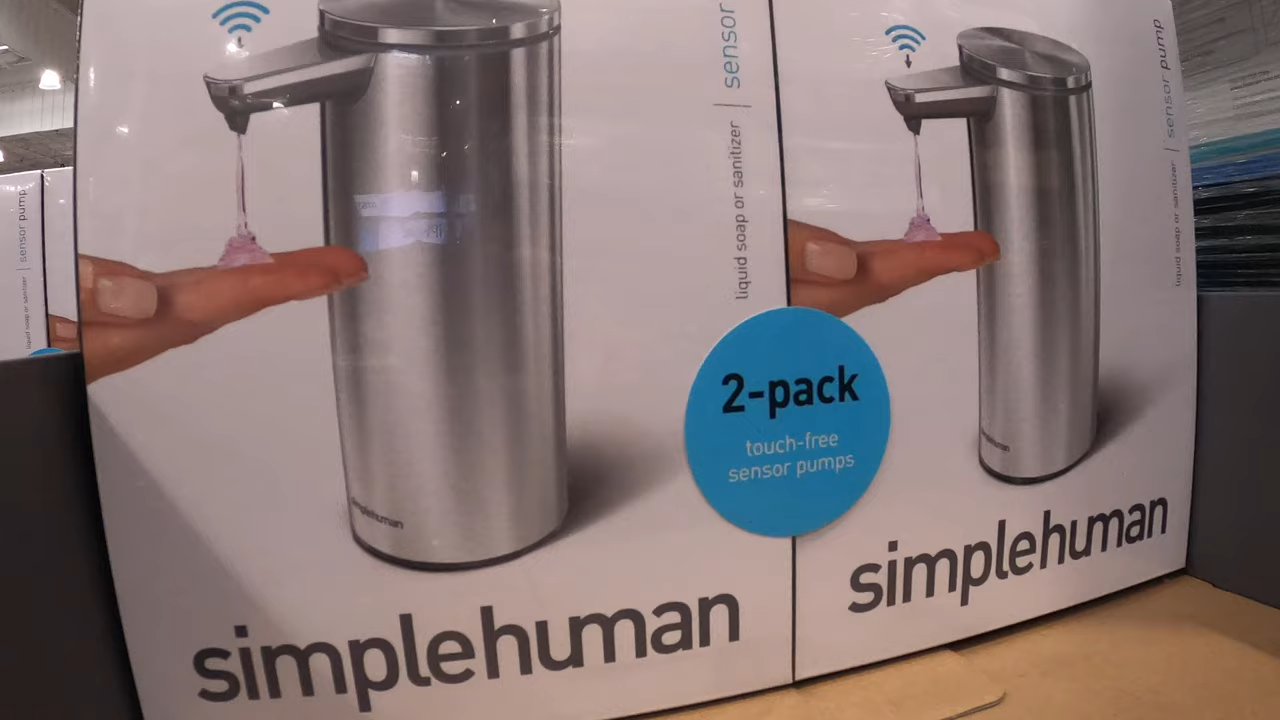 sensor
liquid soap or sanitizer |
simplehuman
simplehuman
2-pack
touch-free
sensor pumps
liquid soap or sanitizer | sensor pump
simplehuman
simplehuman
liquid soap or sanitizer | sensor pump